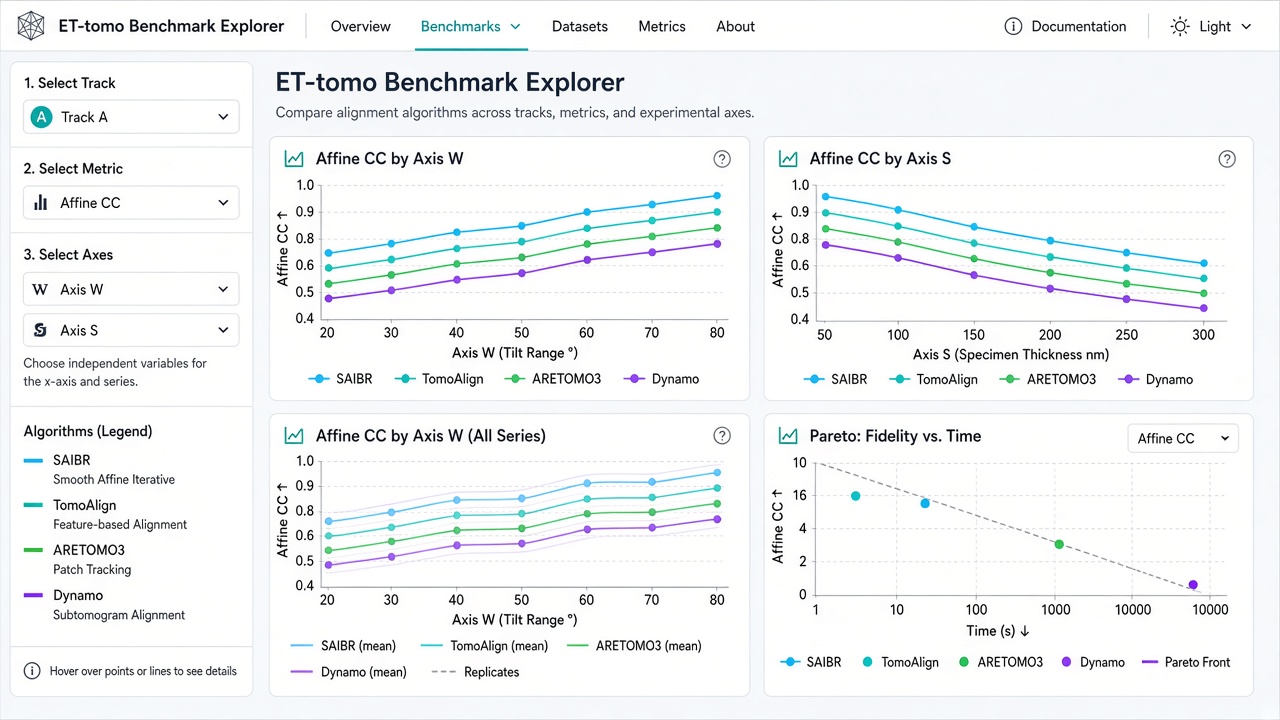 ET-tomo Benchmark Explorer
Overview
Benchmarks
Datasets
Metrics
About
Documentation
Light
1. Select Track
A Track A
2. Select Metric
Affine CC
3. Select Axes
W Axis W
S Axis S
Choose independent variables for
the x-axis and series.
Algorithms (Legend)
SAIBR
Smooth Affine Iterative
TomoAlign
Feature-based Alignment
ARETOMO3
Patch Tracking
Dynamo
Subtomogram Alignment
Hover over points or lines to see details
ET-tomo Benchmark Explorer
Compare alignment algorithms across tracks, metrics, and experimental axes.
Affine CC by Axis W
?
Affine CC ↑
1.0
0.9
0.8
0.6
0.5
0.4
20 30 40 50 60 70 80
Axis W (Tilt Range °)
SAIBR TomoAlign ARETOMO3 Dynamo
Affine CC by Axis S
?
Affine CC ↑
1.0
0.9
0.8
0.6
0.5
0.4
50 100 150 200 250 300
Axis S (Specimen Thickness nm)
SAIBR TomoAlign ARETOMO3 Dynamo
Affine CC by Axis W (All Series)
?
Affine CC ↑
1.0
0.9
0.8
0.6
0.5
0.4
20 30 40 50 60 70 80
Axis W (Tilt Range °)
SAIBR (mean) TomoAlign (mean) ARETOMO3 (mean)
Dynamo (mean) Replicates
Pareto: Fidelity vs. Time
Affine CC
Affine CC ↑
10
16
4
2
0
1 10 100 1000 10000 10000
Time (s) ↓
SAIBR TomoAlign ARETOMO3 Dynamo Pareto Front